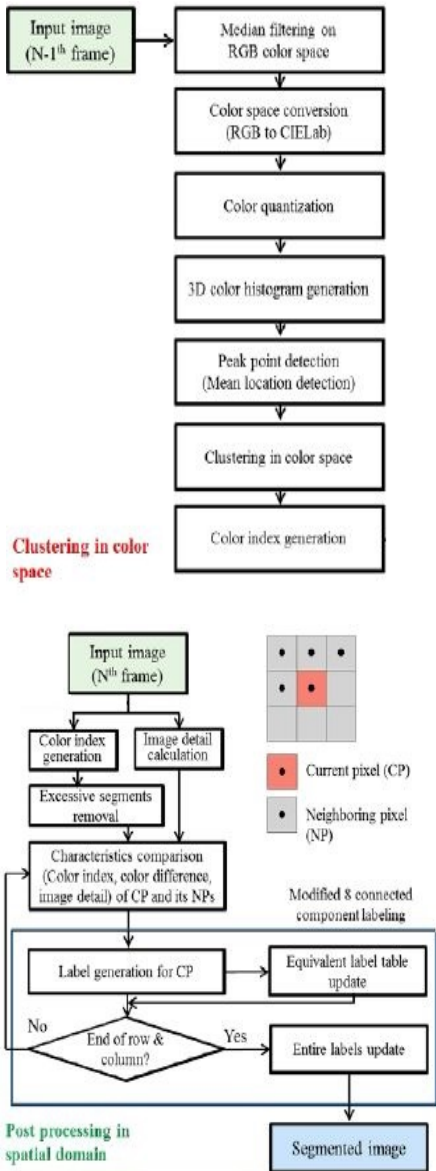 Input image
(N-1th frame)
Median filtering on
RGB color space
Color space conversion
(RGB to CIELab)
Color quantization
3D color histogram generation
Peak point detection
(Mean location detection)
Clustering in color space
Color index generation
Clustering in color
space
Input image
(Nth frame)
Color index
generation
Image detail
calculation
Excessive segments
removal
Characteristics comparison
(Color index, color difference,
image detail) of CP and its NPs
Current pixel (CP)
Neighboring pixel
(NP)
Modified 8 connected
component labeling
Label generation for CP
Equivalent label table
update
No
End of row &
column?
Yes
Entire labels update
Post processing in
spatial domain
Segmented image